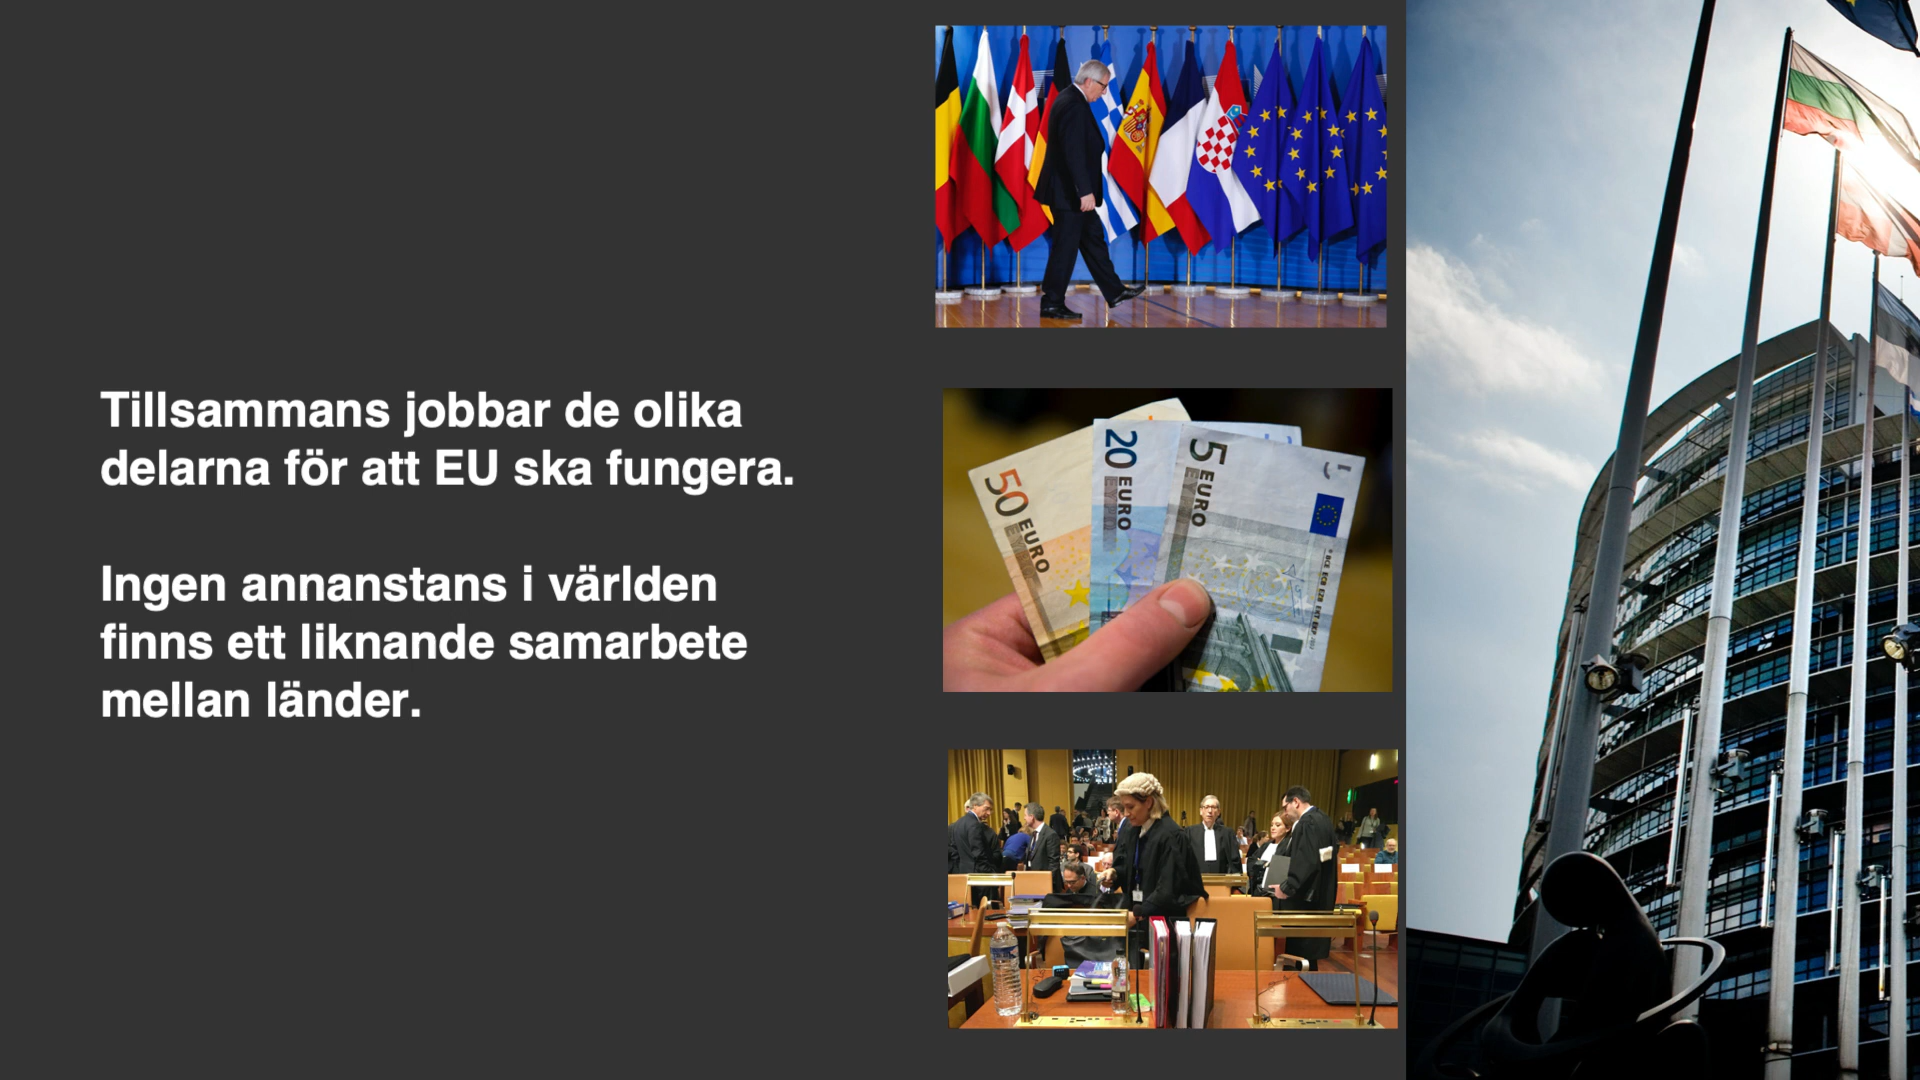 Tillsammans jobbar de olika
delarna för att EU ska fungera.
Ingen annanstans i världen
finns ett liknande samarbete
mellan länder.
50 EURO
20 EURO
5 EURO